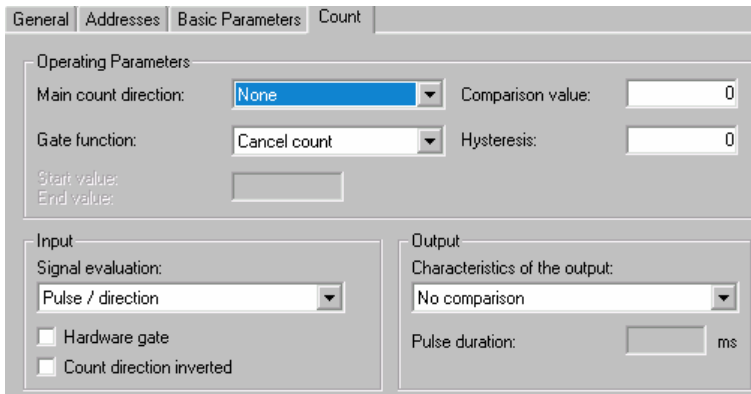 General Addresses Basic Parameters Count
Operating Parameters
Main count direction: None Comparison value: 0
Gate function: Cancel count Hysteresis: 0
Start value:
End value:
Input Output
Signal evaluation: Characteristics of the output:
Pulse / direction No comparison
Hardware gate Pulse duration: ms
Count direction inverted